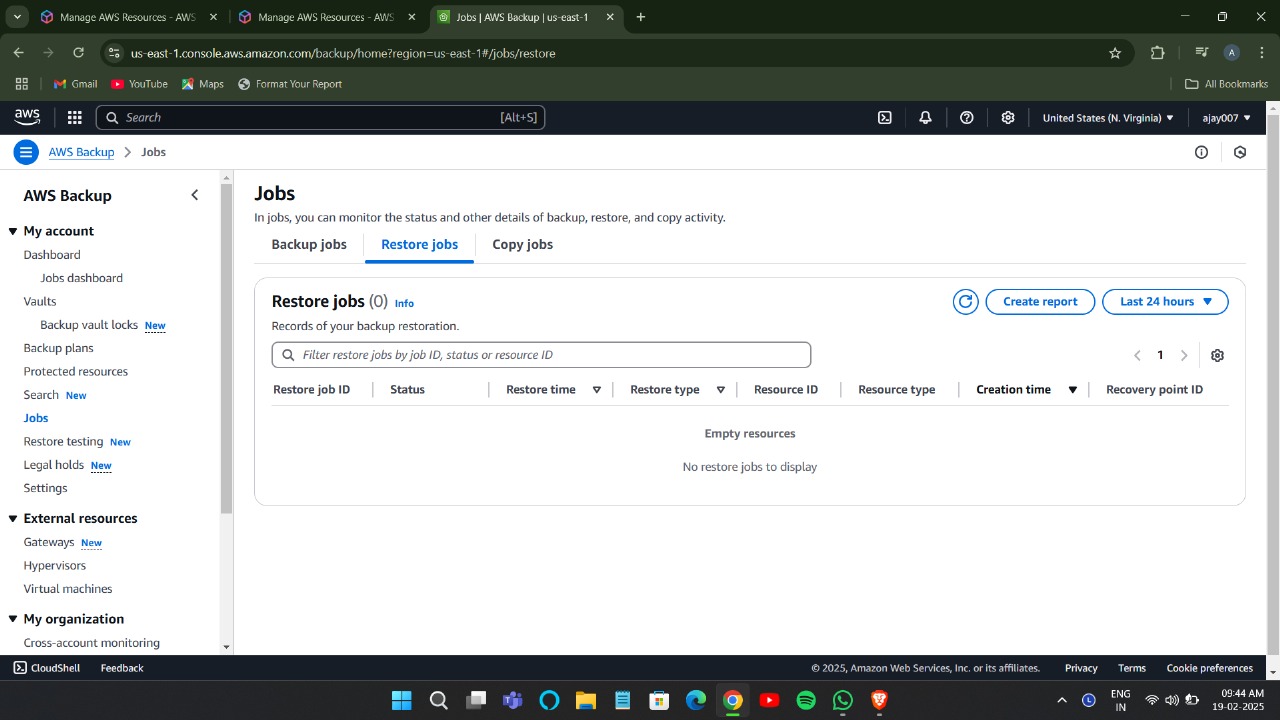 Manage AWS Resources - AWS
Manage AWS Resources - AWS
Jobs | AWS Backup | us-east-1
us-east-1.console.aws.amazon.com/backup/home?region=us-east-1#/jobs/restore
A
Gmail
YouTube
Maps
Format Your Report
All Bookmarks
aws
Search
[Alt+S]
United States (N. Virginia)
ajay007
AWS Backup
Jobs
AWS Backup
My account
Dashboard
Jobs dashboard
Vaults
Backup vault locks New
Backup plans
Protected resources
Search New
Jobs
Restore testing New
Legal holds New
Settings
External resources
Gateways New
Hypervisors
Virtual machines
My organization
Cross-account monitoring
Jobs
In jobs, you can monitor the status and other details of backup, restore, and copy activity.
Backup jobs
Restore jobs
Copy jobs
Restore jobs (0) Info
Create report
Last 24 hours
Records of your backup restoration.
Filter restore jobs by job ID, status or resource ID
1
Restore job ID
Status
Restore time
Restore type
Resource ID
Resource type
Creation time
Recovery point ID
Empty resources
No restore jobs to display
CloudShell
Feedback
© 2025, Amazon Web Services, Inc. or its affiliates.
Privacy
Terms
Cookie preferences
L
ENG
IN
09:44 AM
19-02-2025